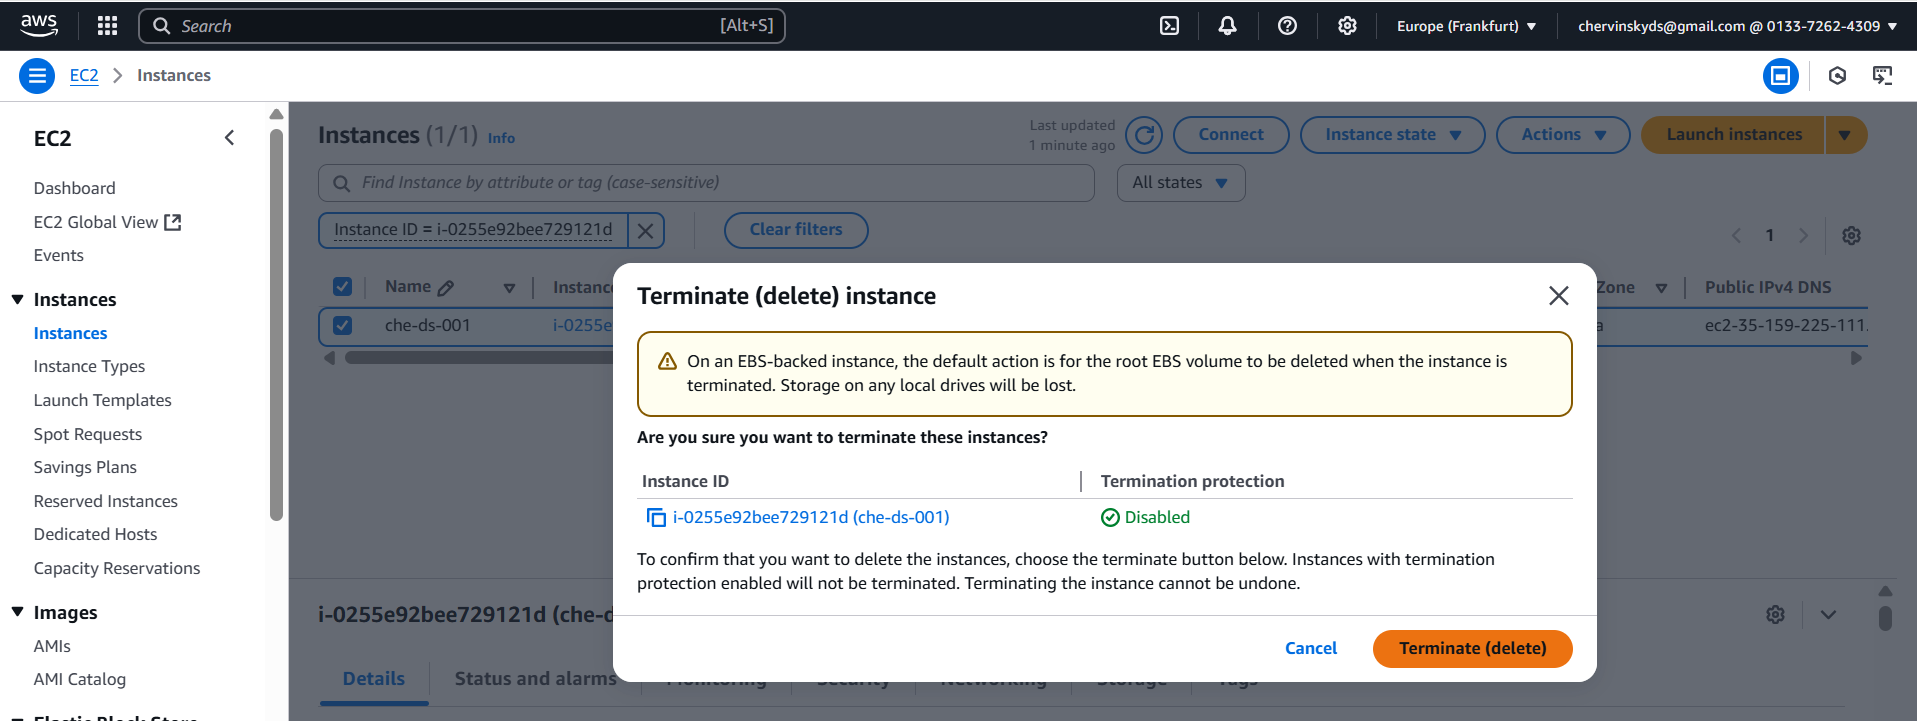 aws
Search
[Alt+S]
Europe (Frankfurt)
chervinskyds@gmail.com @ 0133-7262-4309
EC2
Instances
EC2
Dashboard
EC2 Global View
Events
Instances
Instances
Instance Types
Launch Templates
Spot Requests
Savings Plans
Reserved Instances
Dedicated Hosts
Capacity Reservations
Images
AMIs
AMI Catalog
Elastic Block Store
Instances (1/1) Info
Last updated
1 minute ago
Connect
Instance state
Actions
Launch instances
Find Instance by attribute or tag (case-sensitive)
All states
Instance ID = i-0255e92bee729121d
Clear filters
1
Name
Zone
Public IPv4 DNS
che-ds-001
i-0255e
a
ec2-35-159-225-111.
Terminate (delete) instance
On an EBS-backed instance, the default action is for the root EBS volume to be deleted when the instance is
terminated. Storage on any local drives will be lost.
Are you sure you want to terminate these instances?
Instance ID
Termination protection
i-0255e92bee729121d (che-ds-001)
Disabled
To confirm that you want to delete the instances, choose the terminate button below. Instances with termination
protection enabled will not be terminated. Terminating the instance cannot be undone.
Cancel
Terminate (delete)
i-0255e92bee729121d (che-d
Details
Status and alarms
Monitoring
Security
Networking
Storage
Tags